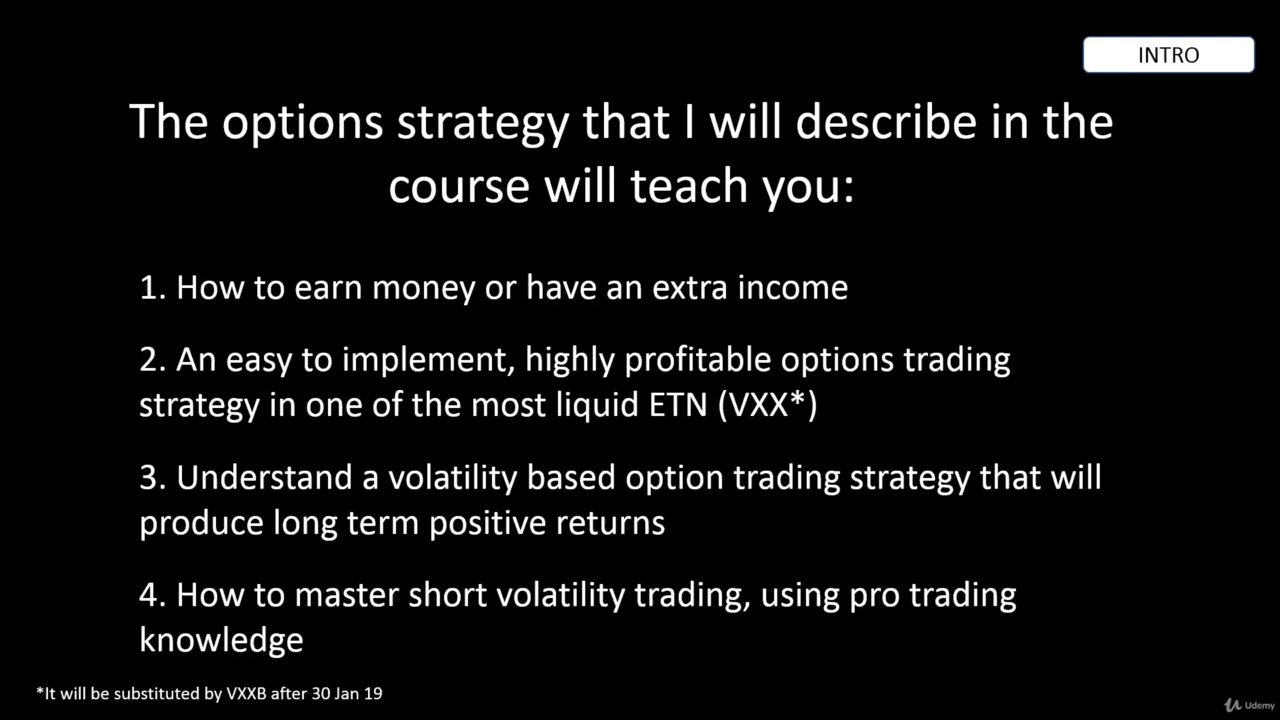 INTRO
The options strategy that I will describe in the
course will teach you:
1. How to earn money or have an extra income
2. An easy to implement, highly profitable options trading
strategy in one of the most liquid ETN (VXX*)
3. Understand a volatility based option trading strategy that will
produce long term positive returns
4. How to master short volatility trading, using pro trading
knowledge
*It will be substituted by VXXB after 30 Jan 19
Udemy